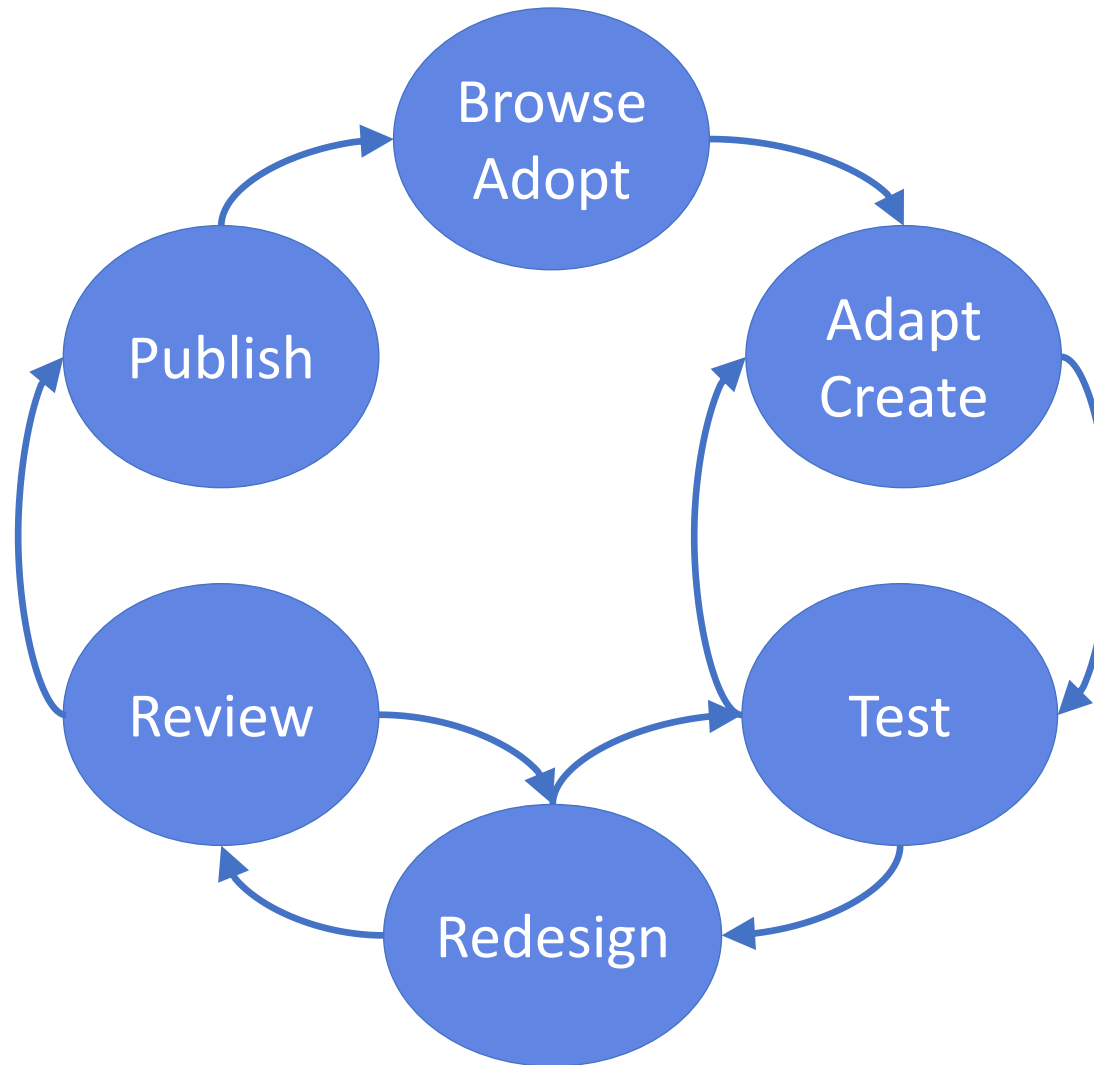 Browse
Adopt
Adapt
Create
Test
Redesign
Review
Publish